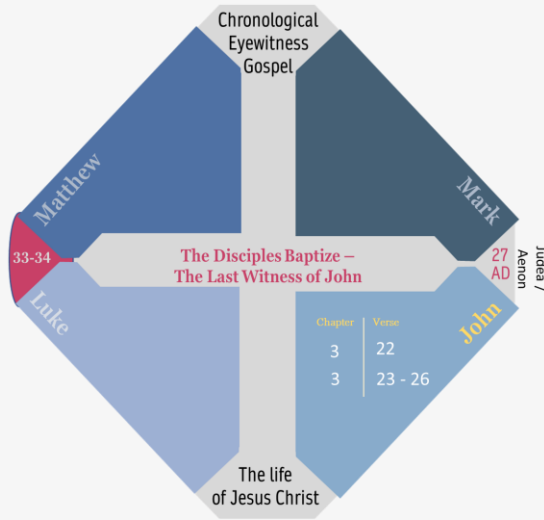 Chronological
Eyewitness
Gospel
Matthew
Mark
33-34
The Disciples Baptize –
The Last Witness of John
27
AD
Judea /
Aenon
Luke
John
Chapter Verse
3 22
3 23 - 26
The life
of Jesus Christ